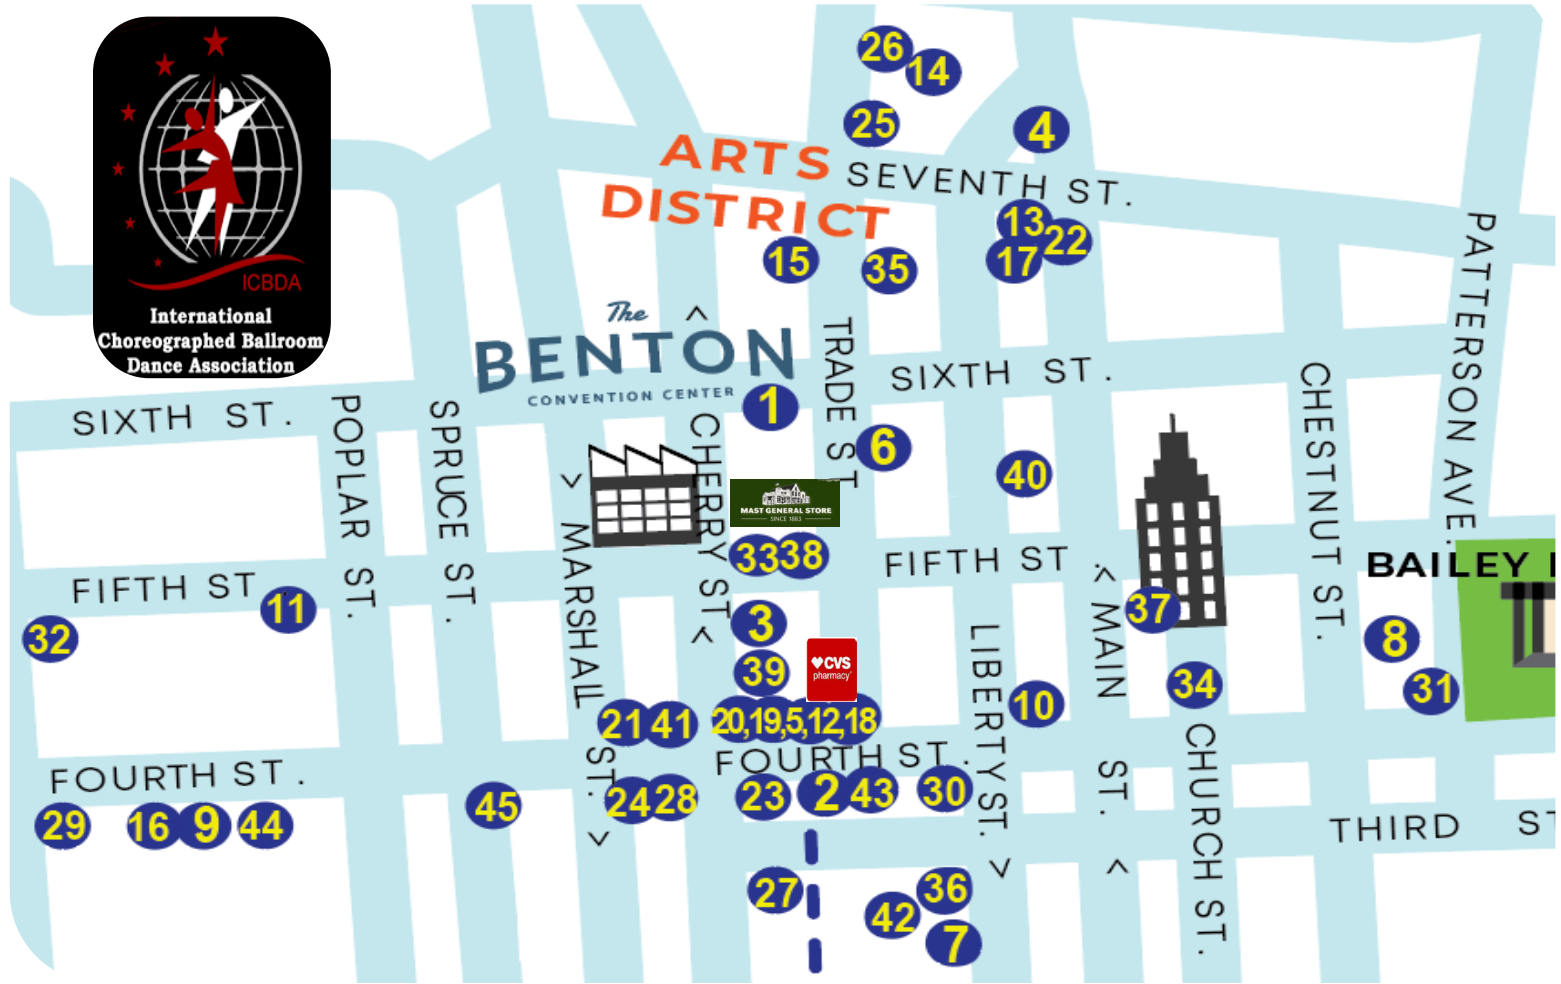 26
14
25
4
ARTS
DISTRICT
SEVENTH ST.
13
22
17
15
35
ICBDA
International
Choreographed Ballroom
Dance Association
The
BENTON
CONVENTION CENTER
^
1
TRADE ST
SIXTH ST.
SIXTH ST.
POPLAR ST.
SPRUCE ST.
CHERRY ST.
CHESTNUT ST.
PATTERSON AVE.
6
40
MAST GENERAL STORE
SINCE 1883
33 38
FIFTH ST
FIFTH ST.
11
32
> MARSHALL ST. >
3
39
CVS
pharmacy
^
^ MAIN ST. ^
37
BAILEY
8
31
34
10
LIBERTY ST. >
21 41
20,19,5,12,18
FOURTH ST.
FOURTH ST.
29
16 9 44
45
24 28
23
2 43
30
CHURCH ST.
THIRD ST
27
36
42
7